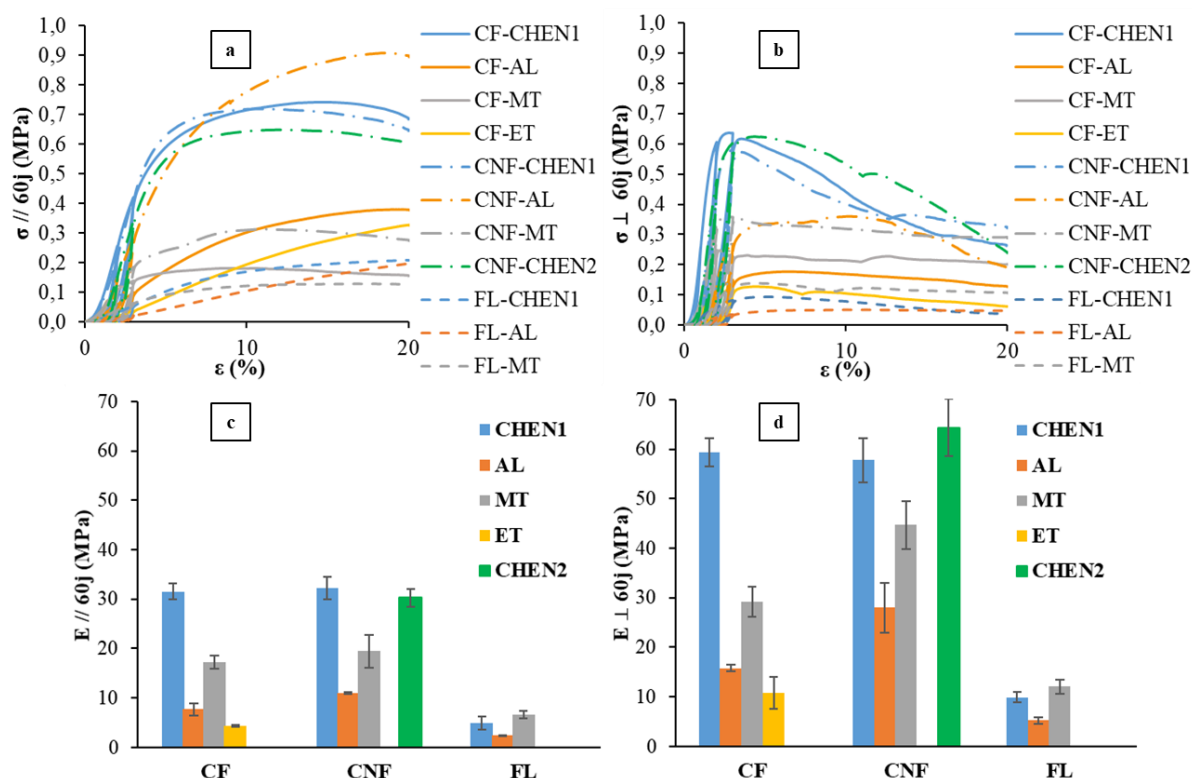 a
σ // 60j (MPa)
1,0
0,9
0,8
0,7
0,6
0,5
0,4
0,3
0,2
0,1
0,0
0 10 20
ε (%)
CF-CHEN1
CF-AL
CF-MT
CF-ET
CNF-CHEN1
CNF-AL
CNF-MT
CNF-CHEN2
FL-CHEN1
FL-AL
FL-MT
b
σ ⊥ 60j (MPa)
1,0
0,9
0,8
0,7
0,6
0,5
0,4
0,3
0,2
0,1
0,0
0 10 20
ε (%)
CF-CHEN1
CF-AL
CF-MT
CF-ET
CNF-CHEN1
CNF-AL
CNF-MT
CNF-CHEN2
FL-CHEN1
FL-AL
FL-MT
c
E // 60j (MPa)
70
60
50
40
30
20
10
0
CF CNF FL
CHEN1
AL
MT
ET
CHEN2
d
E ⊥ 60j (MPa)
70
60
50
40
30
20
10
0
CF CNF FL
CHEN1
AL
MT
ET
CHEN2